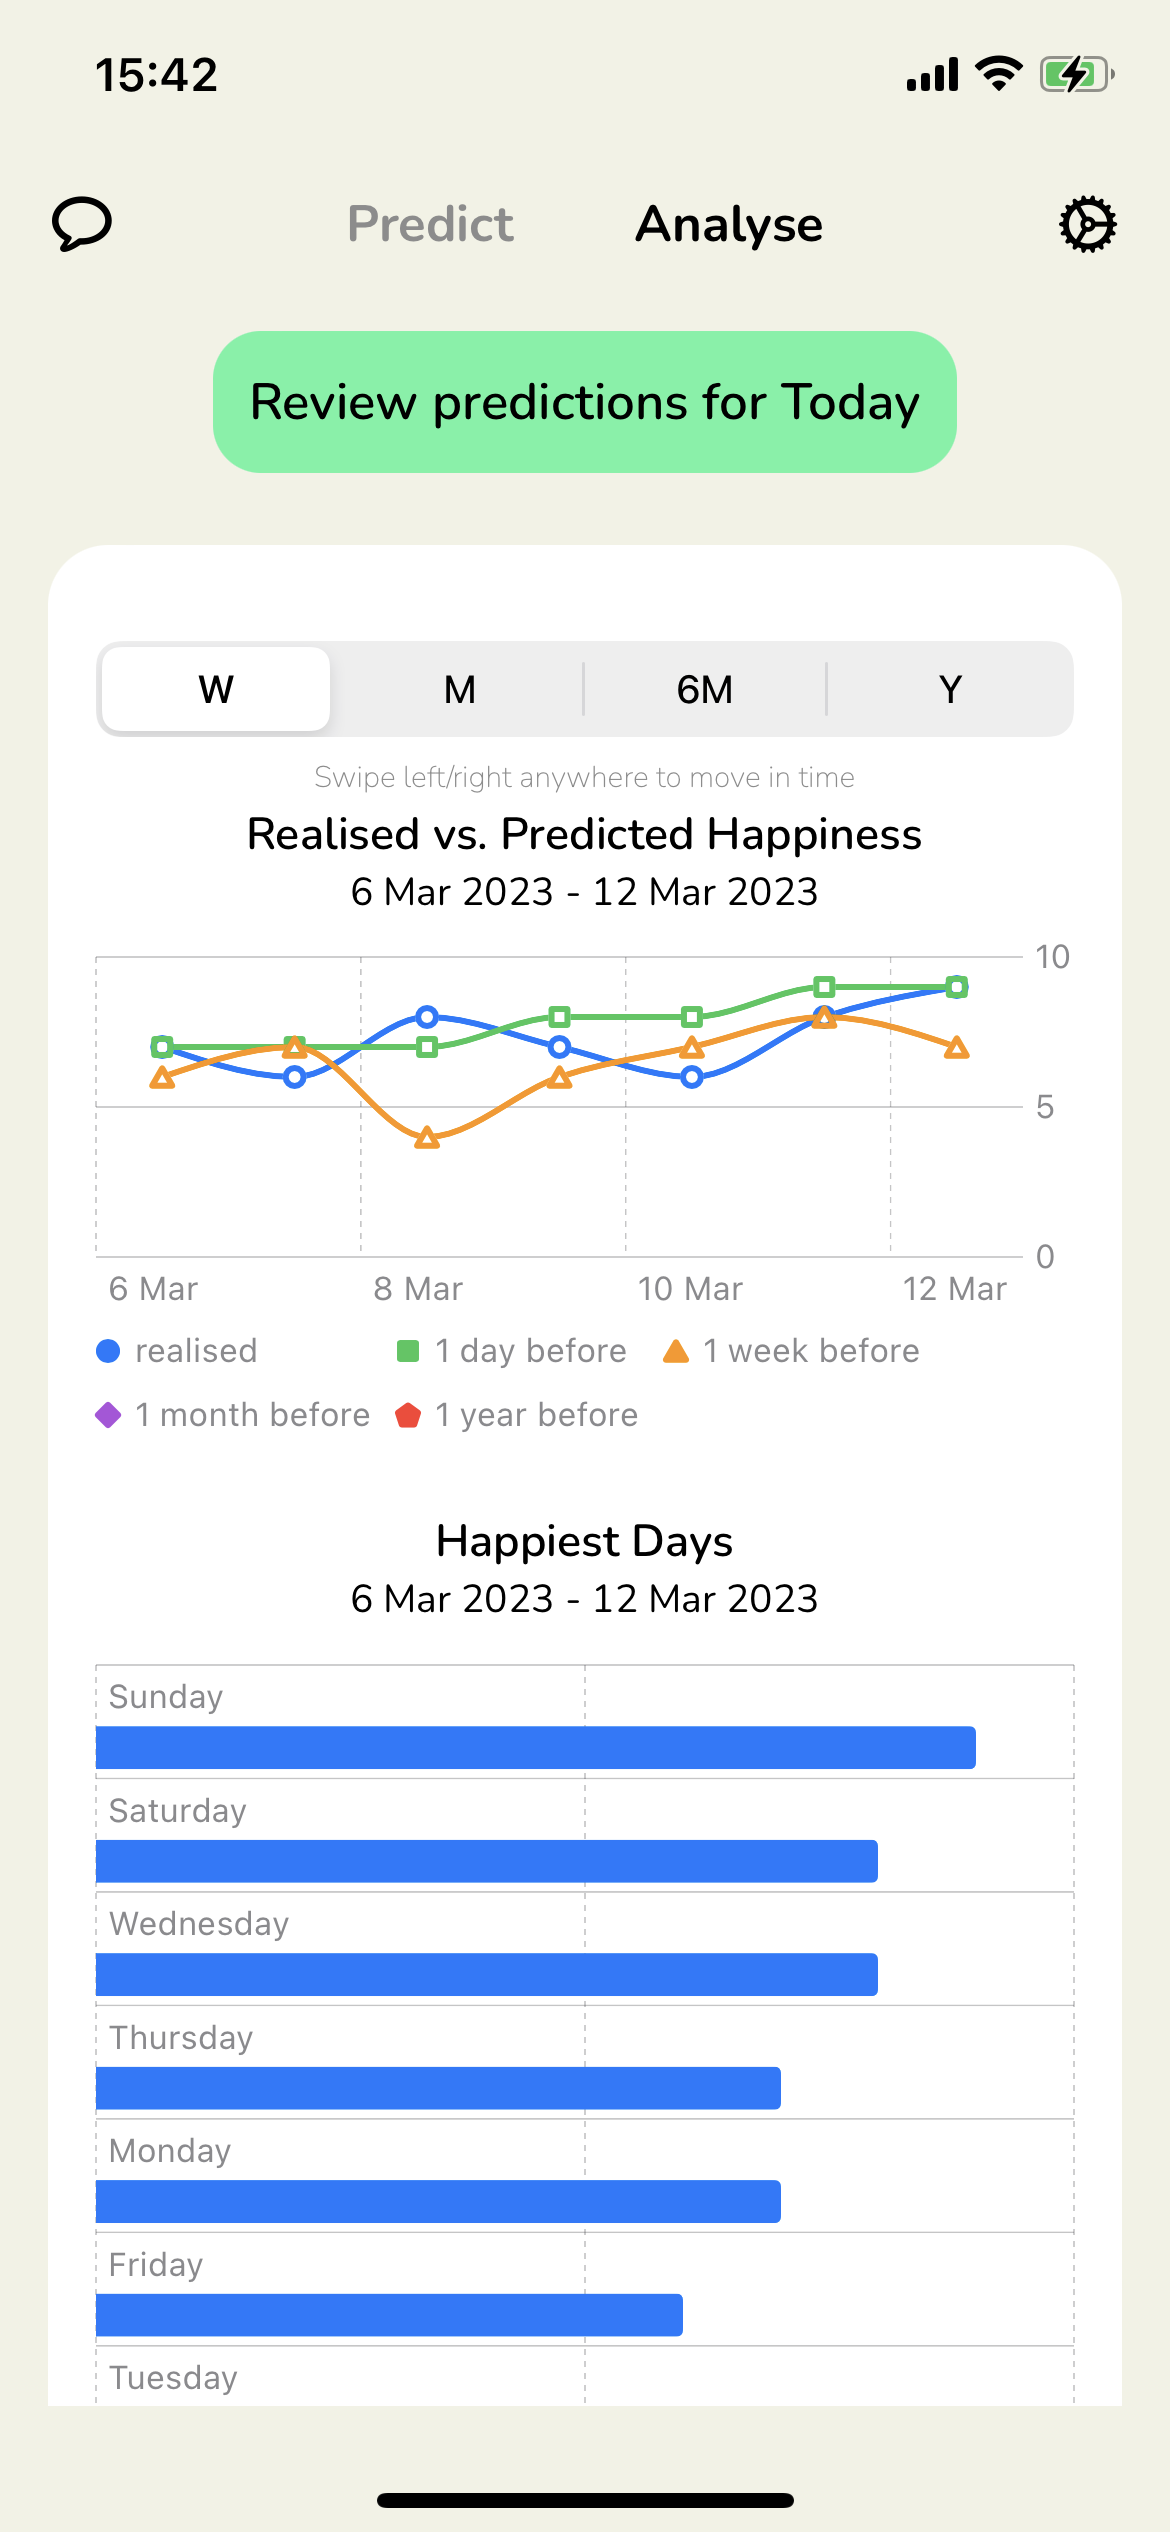 15:42
Predict
Analyse
Review predictions for Today
W
M
6M
Y
Swipe left/right anywhere to move in time
Realised vs. Predicted Happiness
6 Mar 2023 - 12 Mar 2023
10
5
0
6 Mar
8 Mar
10 Mar
12 Mar
realised
1 day before
1 week before
1 month before
1 year before
Happiest Days
6 Mar 2023 - 12 Mar 2023
Sunday
Saturday
Wednesday
Thursday
Monday
Friday
Tuesday